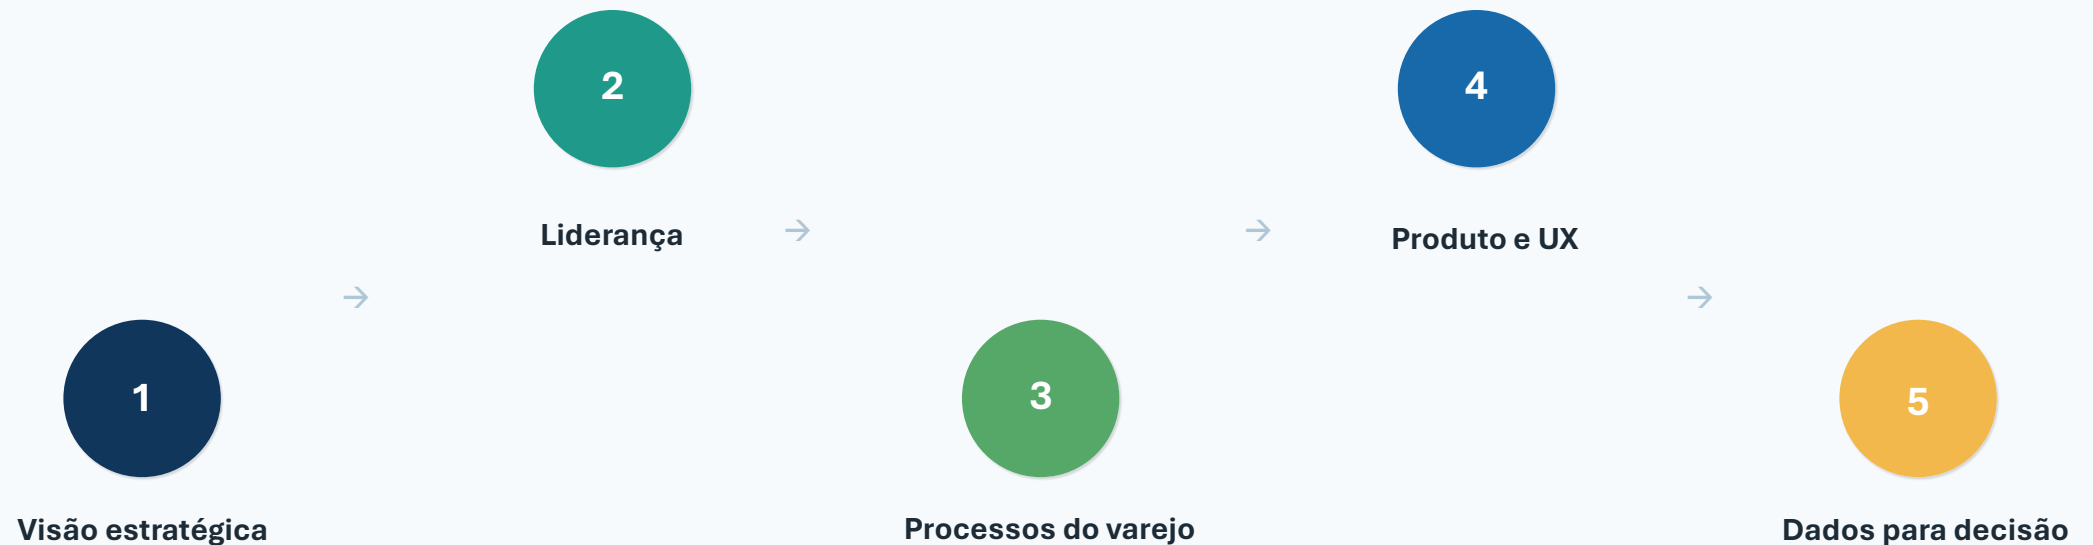 1
Visão estratégica
→
2
Liderança
→
3
Processos do varejo
→
4
Produto e UX
→
5
Dados para decisão